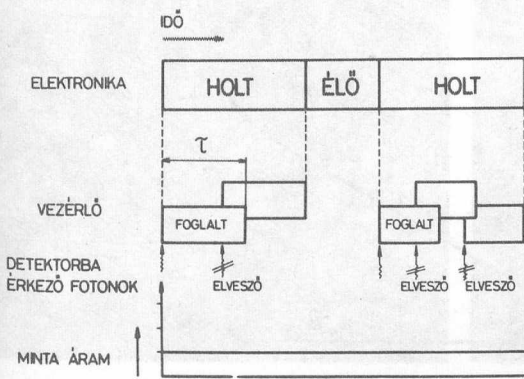 IDŐ
ELEKTRONIKA
HOLT
ÉLŐ
HOLT
τ
VEZÉRLŐ
FOGLALT
FOGLALT
DETEKTORBA
ÉRKEZŐ FOTONOK
ELVESZŐ
ELVESZŐ
ELVESZŐ
MINTA ÁRAM